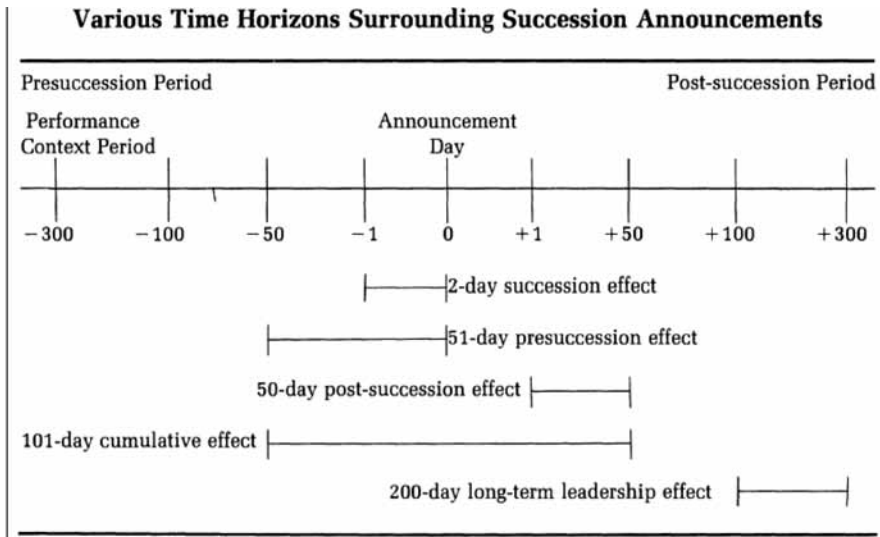 Various Time Horizons Surrounding Succession Announcements
Presuccession Period Post-succession Period
Performance Announcement
Context Period Day
−300 −100 −50 −1 0 +1 +50 +100 +300
2-day succession effect
51-day presuccession effect
50-day post-succession effect
101-day cumulative effect
200-day long-term leadership effect